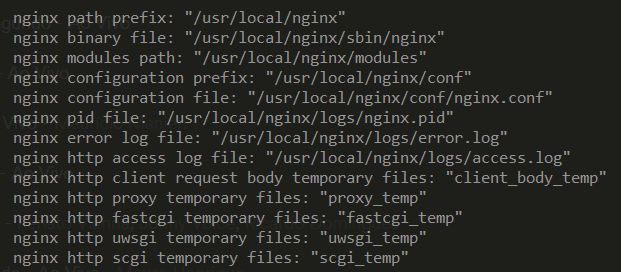 nginx path prefix: "/usr/local/nginx"
nginx binary file: "/usr/local/nginx/sbin/nginx"
nginx modules path: "/usr/local/nginx/modules"
nginx configuration prefix: "/usr/local/nginx/conf"
nginx configuration file: "/usr/local/nginx/conf/nginx.conf"
nginx pid file: "/usr/local/nginx/logs/nginx.pid"
nginx error log file: "/usr/local/nginx/logs/error.log"
nginx http access log file: "/usr/local/nginx/logs/access.log"
nginx http client request body temporary files: "client_body_temp"
nginx http proxy temporary files: "proxy_temp"
nginx http fastcgi temporary files: "fastcgi_temp"
nginx http uwsgi temporary files: "uwsgi_temp"
nginx http scgi temporary files: "scgi_temp"